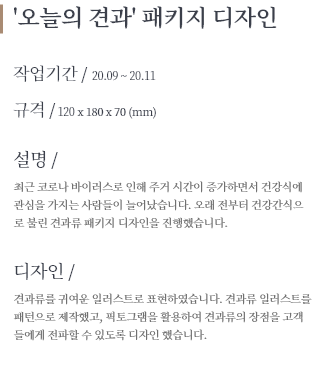 '오늘의 견과' 패키지 디자인
작업기간 / 20.09 ~ 20.11
규격 / 120 x 180 x 70 (mm)
설명 /
최근 코로나 바이러스로 인해 주거 시간이 증가하면서 건강식에
관심을 가지는 사람들이 늘어났습니다. 오래 전부터 건강간식으
로 불린 견과류 패키지 디자인을 진행했습니다.
디자인 /
견과류를 귀여운 일러스트로 표현하였습니다. 견과류 일러스트를
패턴으로 제작했고, 픽토그램을 활용하여 견과류의 장점을 고객
들에게 전파할 수 있도록 디자인 했습니다.